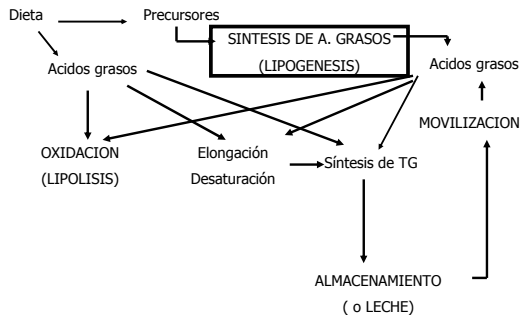 Dieta
Precursores
SINTESIS DE A. GRASOS
(LIPOGENESIS)
Acidos grasos
Acidos grasos
MOVILIZACION
OXIDACION
(LIPOLISIS)
Elongación
Desaturación
Síntesis de TG
ALMACENAMIENTO
( o LECHE)